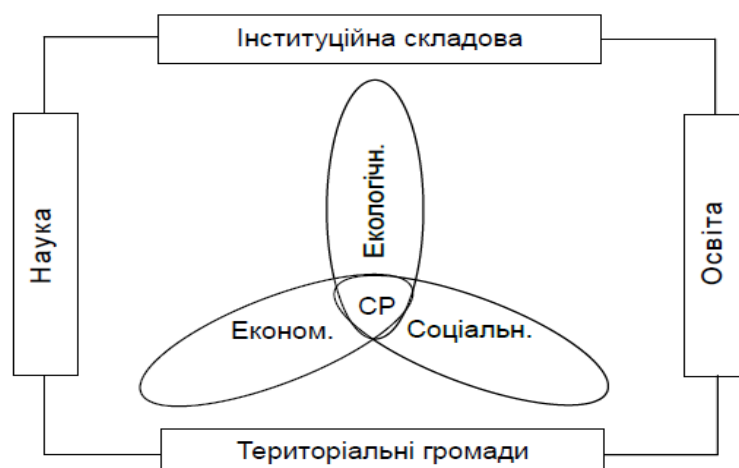 Інституційна складова
Наука
Екологічн.
Освіта
СР
Економ.
Соціальн.
Територіальні громади